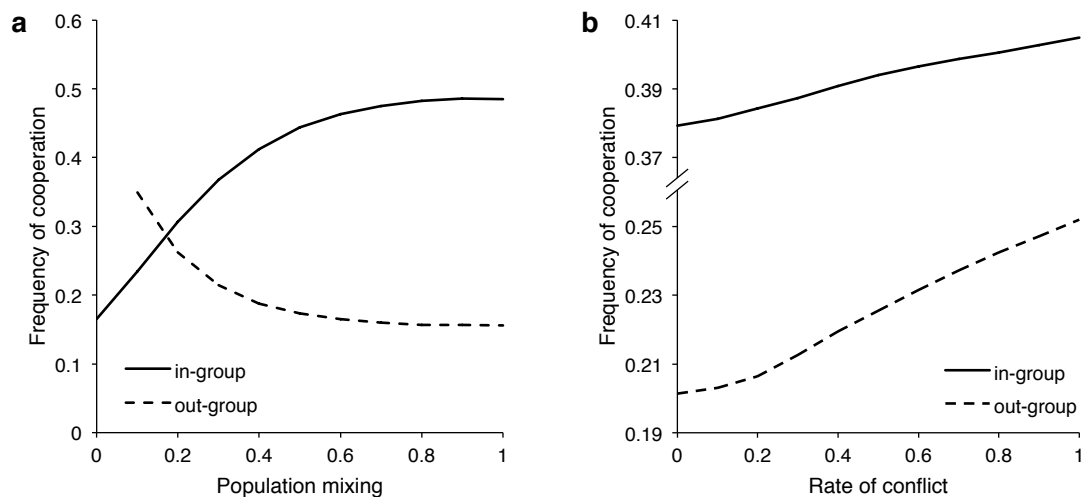 a
Frequency of cooperation
0.6
0.5
0.4
0.3
0.2
0.1
0
in-group
out-group
0 0.2 0.4 0.6 0.8 1
Population mixing
b
Frequency of cooperation
0.41
0.39
0.37
0.25
0.23
0.21
0.19
in-group
out-group
0 0.2 0.4 0.6 0.8 1
Rate of conflict